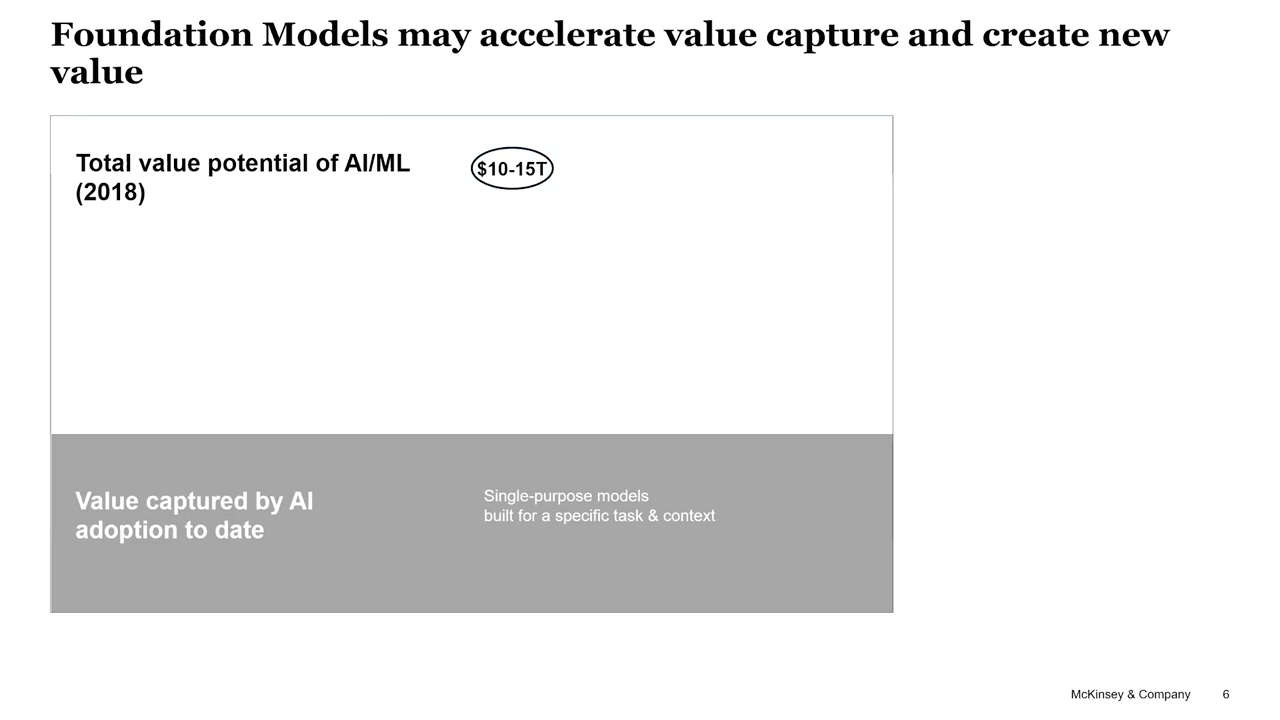 Foundation Models may accelerate value capture and create new
value
Total value potential of AI/ML
(2018)
$10-15T
Value captured by AI
adoption to date
Single-purpose models
built for a specific task & context
McKinsey & Company
6